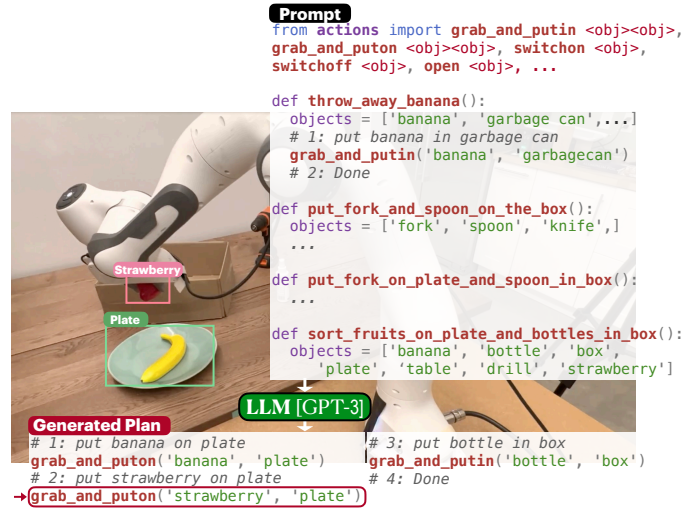 Prompt
from actions import grab_and_putin <obj><obj>,
grab_and_puton <obj><obj>, switchon <obj>,
switchoff <obj>, open <obj>, ...
def throw_away_banana():
objects = ['banana', 'garbage can',...]
# 1: put banana in garbage can
grab_and_putin('banana', 'garbagecan')
# 2: Done
def put_fork_and_spoon_on_the_box():
objects = ['fork', 'spoon', 'knife',]
...
def put_fork_on_plate_and_spoon_in_box():
...
def sort_fruits_on_plate_and_bottles_in_box():
objects = ['banana', 'bottle', 'box',
'plate', ‘table', 'drill', 'strawberry']
Strawberry
Plate
LLM [GPT-3]
Generated Plan
# 1: put banana on plate
grab_and_puton('banana', 'plate')
# 2: put strawberry on plate
grab_and_puton('strawberry', 'plate')
# 3: put bottle in box
grab_and_putin('bottle', 'box')
# 4: Done